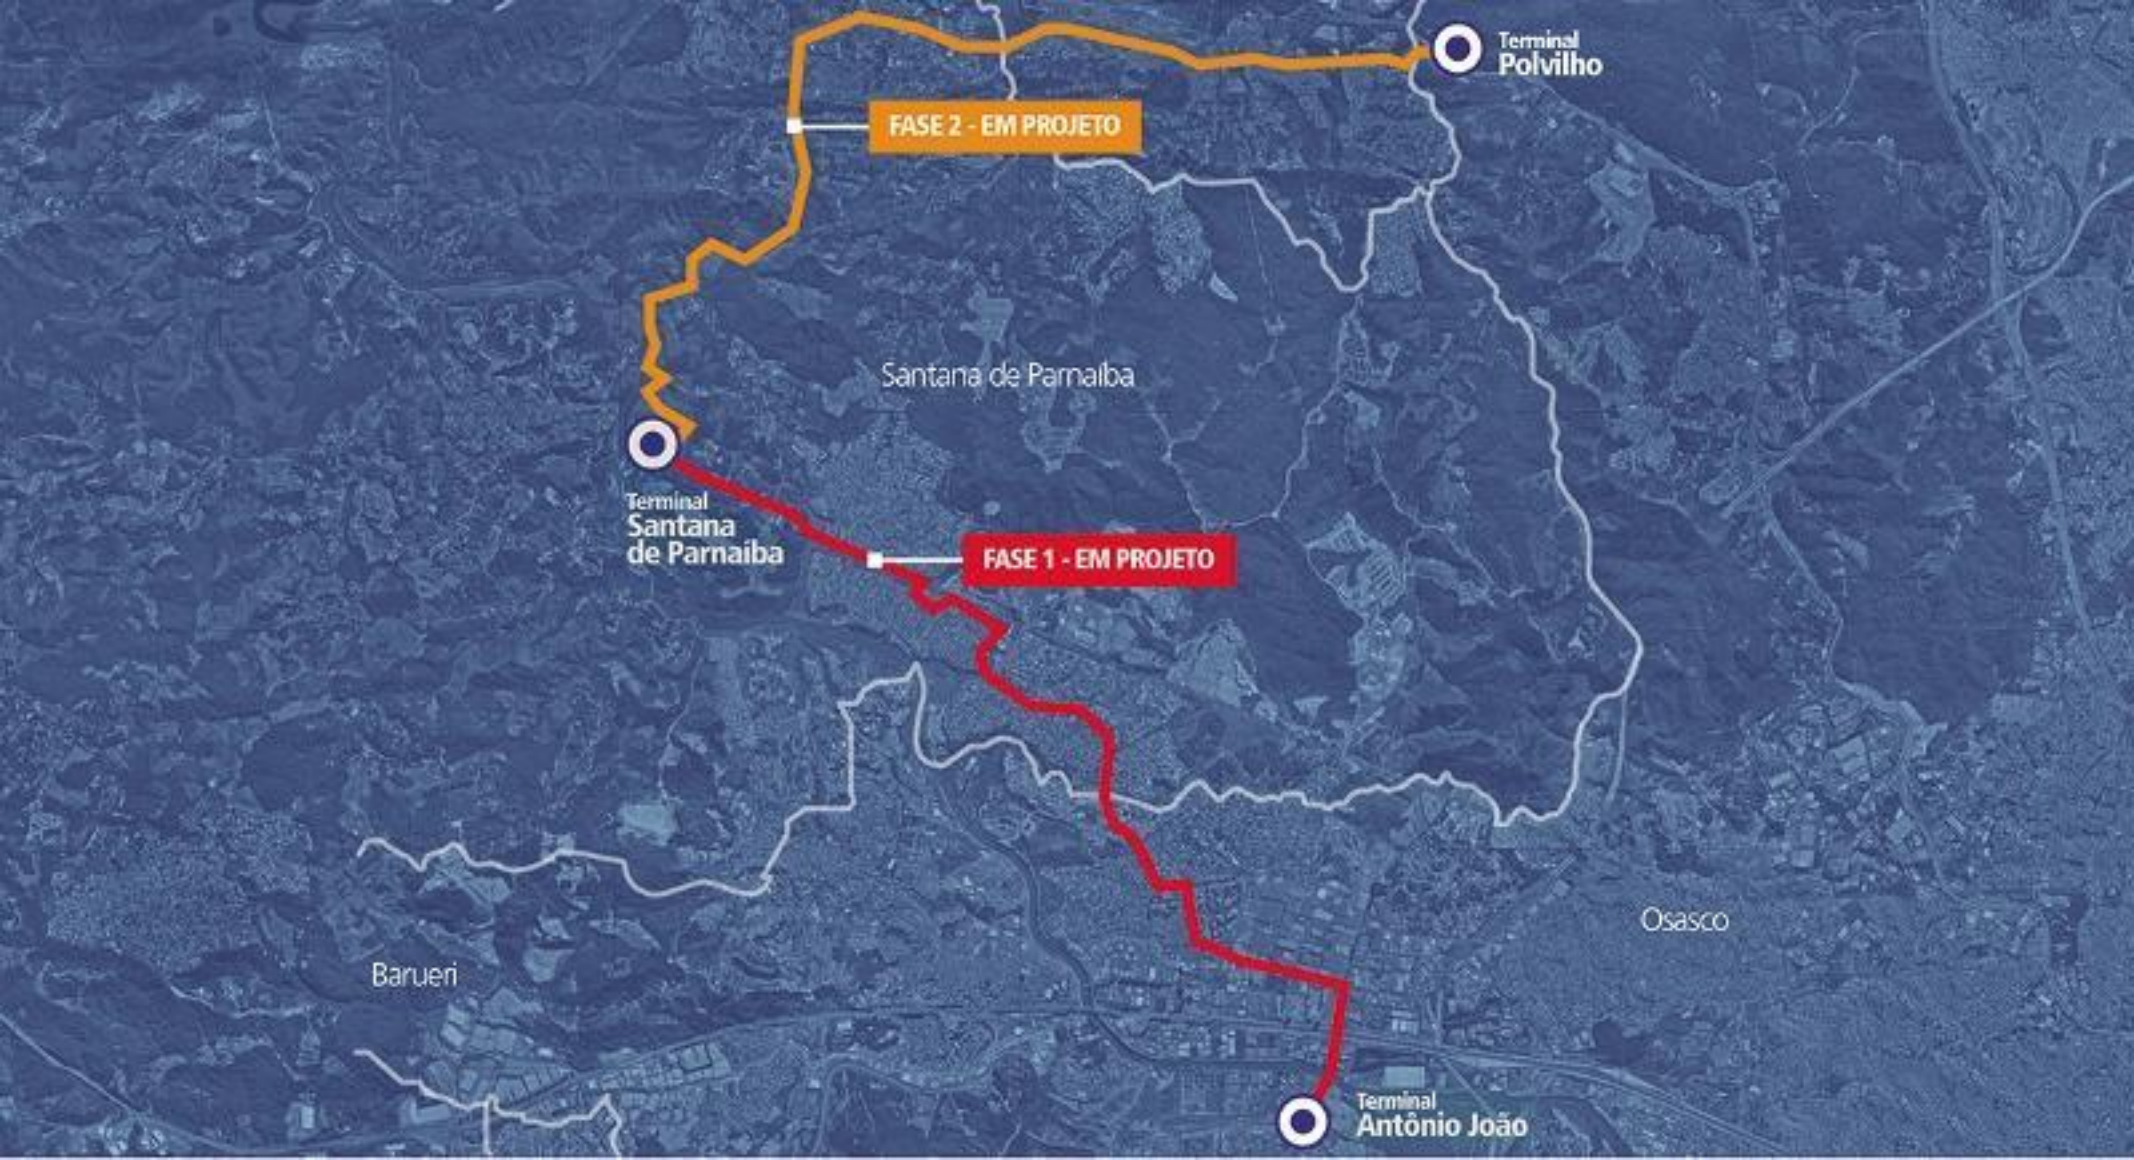 Terminal
Polvilho
FASE 2 - EM PROJETO
Santana de Parnaíba
Terminal
Santana
de Parnaíba
FASE 1 - EM PROJETO
Osasco
Barueri
Terminal
Antônio João